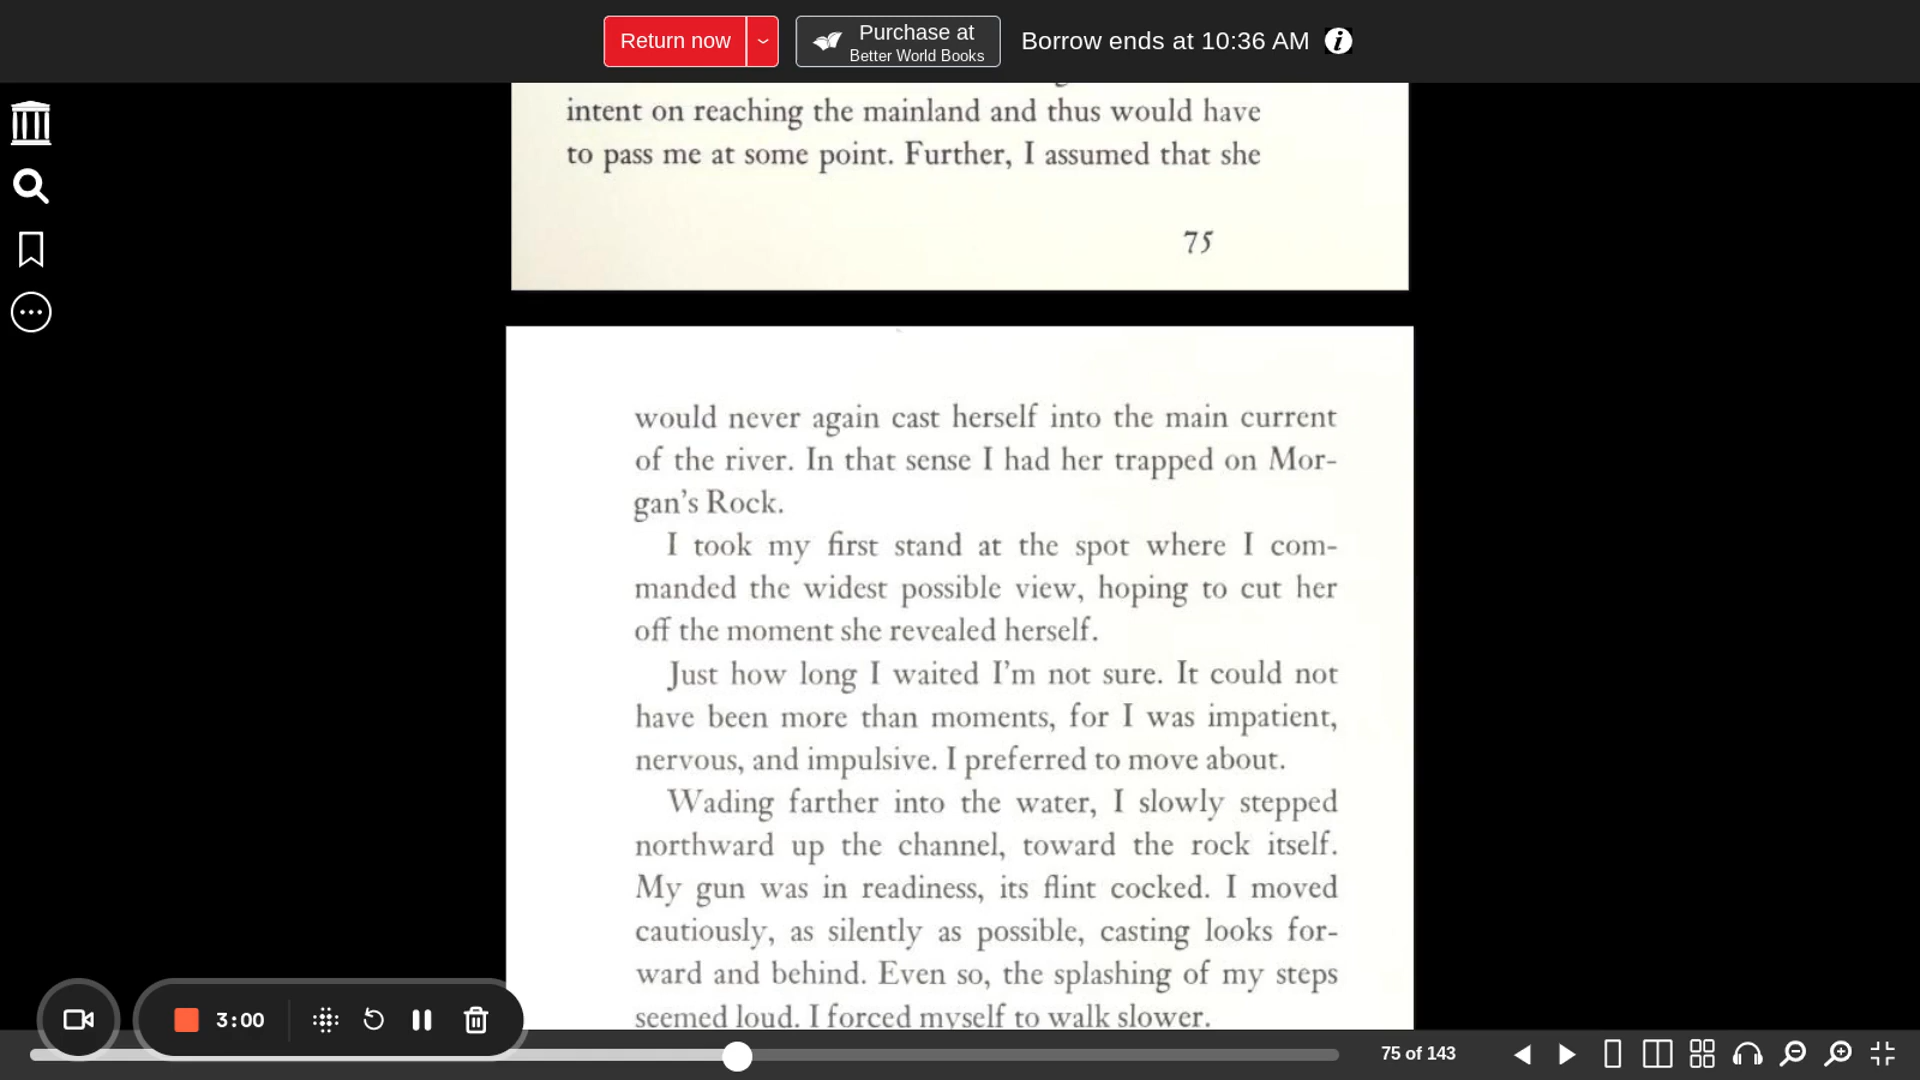 Return now
Purchase at
Better World Books
Borrow ends at 10:36 AM
intent on reaching the mainland and thus would have
to pass me at some point. Further, I assumed that she
75
would never again cast herself into the main current
of the river. In that sense I had her trapped on Mor-
gan's Rock.
I took my first stand at the spot where I com-
manded the widest possible view, hoping to cut her
off the moment she revealed herself.
Just how long I waited I'm not sure. It could not
have been more than moments, for I was impatient,
nervous, and impulsive. I preferred to move about.
Wading farther into the water, I slowly stepped
northward up the channel, toward the rock itself.
My gun was in readiness, its flint cocked. I moved
cautiously, as silently as possible, casting looks for-
ward and behind. Even so, the splashing of my steps
seemed loud. I forced myself to walk slower.
3:00
75 of 143